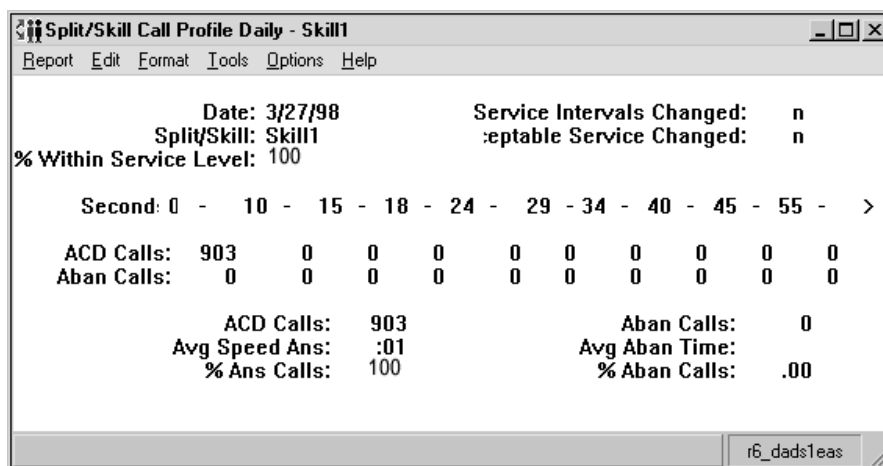 Split/Skill Call Profile Daily - Skill1
Report Edit Format Tools Options Help
Date: 3/27/98 Service Intervals Changed: n
Split/Skill: Skill1 :eptable Service Changed: n
% Within Service Level: 100
Second: 0 - 10 - 15 - 18 - 24 - 29 - 34 - 40 - 45 - 55 - >
ACD Calls: 903 0 0 0 0 0 0 0 0 0
Aban Calls: 0 0 0 0 0 0 0 0 0 0
ACD Calls: 903 Aban Calls: 0
Avg Speed Ans: :01 Avg Aban Time:
% Ans Calls: 100 % Aban Calls: .00
r6_dads1eas